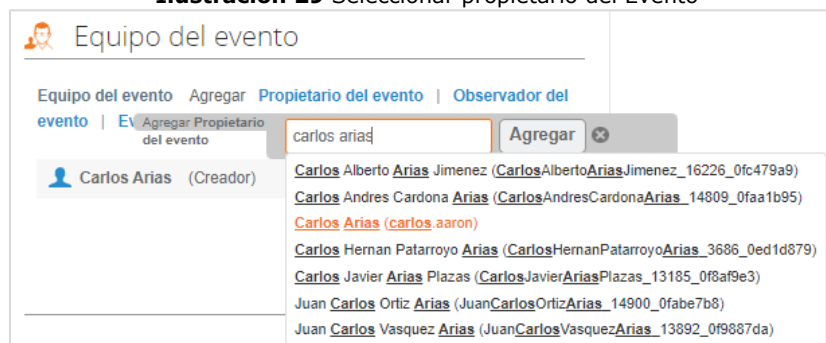 Ilustración 29 Seleccionar propietario del Evento
Equipo del evento
Equipo del evento Agregar Propietario del evento | Observador del
evento | Ev
Agregar Propietario
del evento
carlos arias
Agregar
Carlos Arias (Creador)
Carlos Alberto Arias Jimenez (CarlosAlbertoAriasJimenez_16226_0fc479a9)
Carlos Andres Cardona Arias (CarlosAndresCardonaArias_14809_0faa1b95)
Carlos Arias (carlos.aaron)
Carlos Hernan Patarroyo Arias (CarlosHernanPatarroyoArias_3686_0ed1d879)
Carlos Javier Arias Plazas (CarlosJavierAriasPlazas_13185_0f8af9e3)
Juan Carlos Ortiz Arias (JuanCarlosOrtizArias_14900_0fabe7b8)
Juan Carlos Vasquez Arias (JuanCarlosVasquezArias_13892_0f9887da)